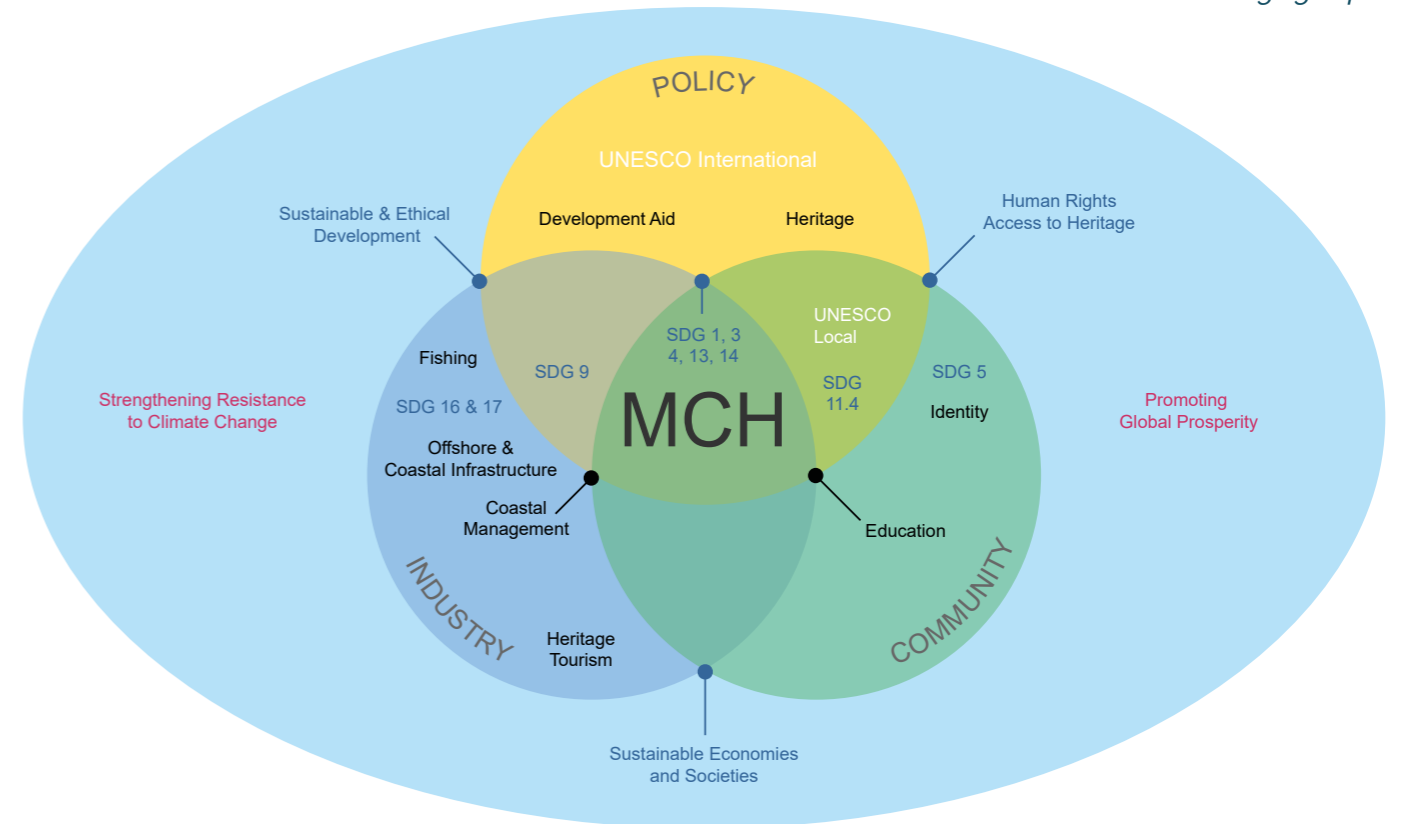 POLICY
UNESCO International
Development Aid
Heritage
Sustainable & Ethical
Development
Human Rights
Access to Heritage
UNESCO
Local
SDG 1, 3
4, 13, 14
Fishing
SDG 9
SDG 5
SDG
11.4
SDG 16 & 17
Identity
MCH
Strengthening Resistance
to Climate Change
Promoting
Global Prosperity
Offshore &
Coastal Infrastructure
Coastal
Management
Education
INDUSTRY
COMMUNITY
Heritage
Tourism
Sustainable Economies
and Societies